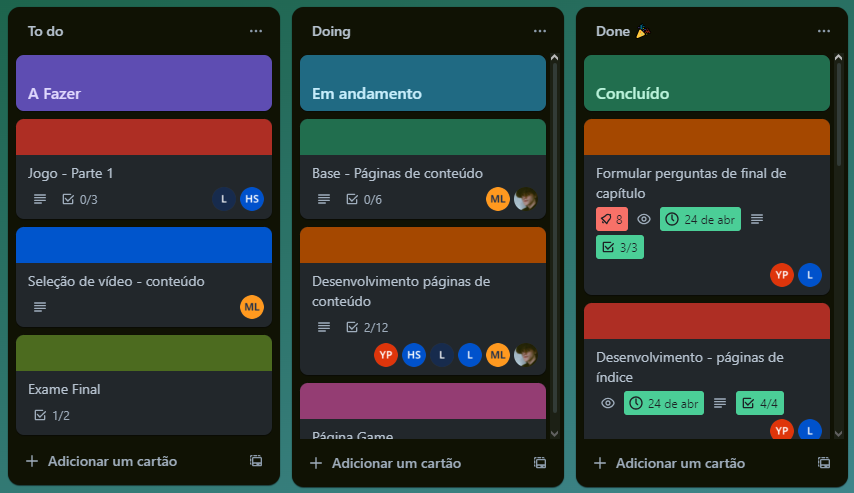 To do
A Fazer
Jogo - Parte 1
0/3
L
HS
Seleção de vídeo - conteúdo
ML
Exame Final
1/2
Adicionar um cartão
Doing
Em andamento
Base - Páginas de conteúdo
0/6
ML
Desenvolvimento páginas de
conteúdo
2/12
YP
HS
L
L
ML
Página Game
Adicionar um cartão
Done 🎉
Concluído
Formular perguntas de final de
capítulo
8
24 de abr
3/3
YP
L
Desenvolvimento - páginas de
índice
24 de abr
4/4
YP
L
Adicionar um cartão